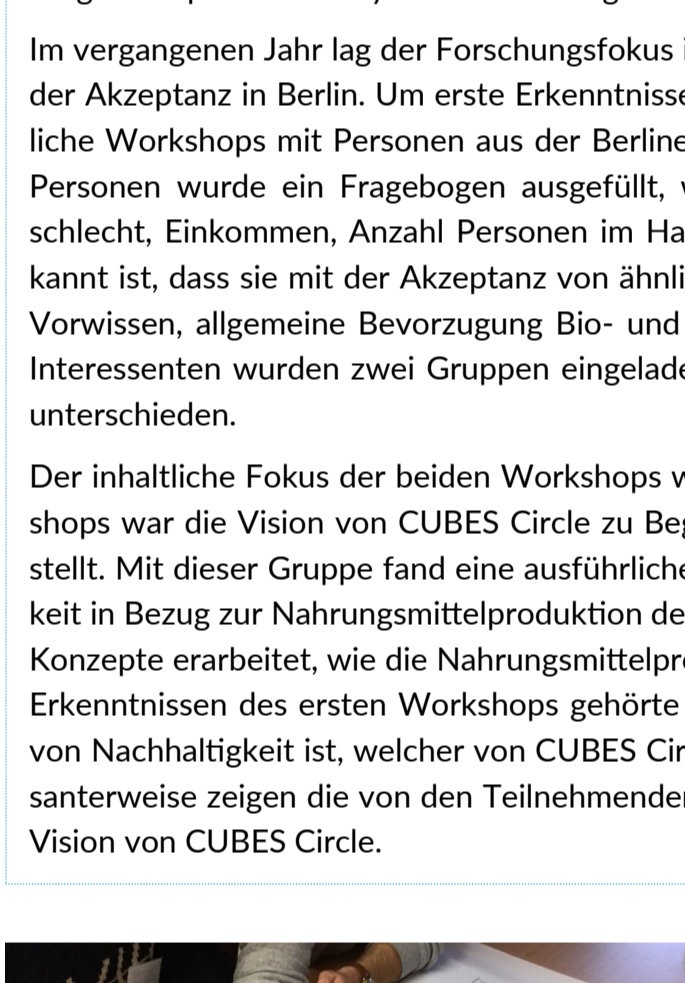 Im vergangenen Jahr lag der Forschungsfokus
der Akzeptanz in Berlin. Um erste Erkenntnisse
liche Workshops mit Personen aus der Berline
Personen wurde ein Fragebogen ausgefüllt,
schlecht, Einkommen, Anzahl Personen im Ha
kannt ist, dass sie mit der Akzeptanz von ähnli
Vorwissen, allgemeine Bevorzugung Bio- und
Interessenten wurden zwei Gruppen eingelade
unterschieden.
Der inhaltliche Fokus der beiden Workshops w
shops war die Vision von CUBES Circle zu Beg
stellt. Mit dieser Gruppe fand eine ausführliche
keit in Bezug zur Nahrungsmittelproduktion de
Konzepte erarbeitet, wie die Nahrungsmittelpro
Erkenntnissen des ersten Workshops gehörte
von Nachhaltigkeit ist, welcher von CUBES Cir
santerweise zeigen die von den Teilnehmender
Vision von CUBES Circle.